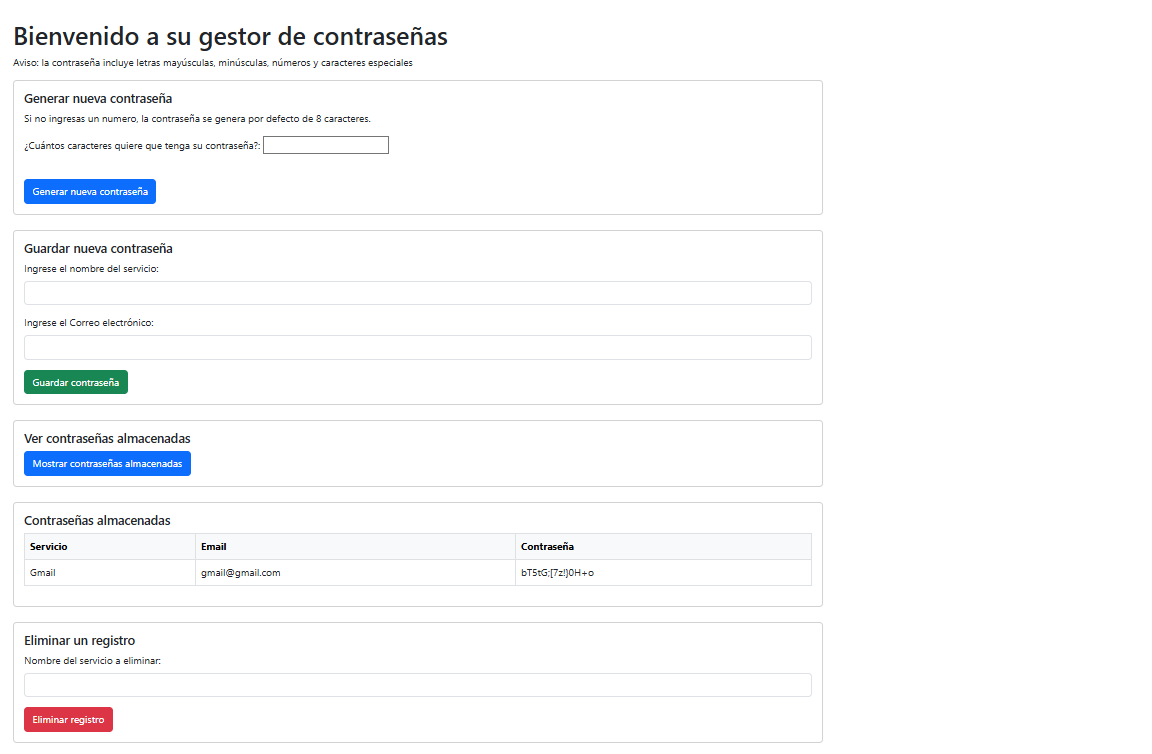 Bienvenido a su gestor de contraseñas
Aviso: la contraseña incluye letras mayúsculas, minúsculas, números y caracteres especiales
Generar nueva contraseña
Si no ingresas un numero, la contraseña se genera por defecto de 8 caracteres.
¿Cuántos caracteres quiere que tenga su contraseña?:
Generar nueva contraseña
Guardar nueva contraseña
Ingrese el nombre del servicio:
Ingrese el Correo electrónico:
Guardar contraseña
Ver contraseñas almacenadas
Mostrar contraseñas almacenadas
Contraseñas almacenadas
Servicio Email Contraseña
Gmail gmail@gmail.com bT5tG;[7z!}0H+o
Eliminar un registro
Nombre del servicio a eliminar:
Eliminar registro